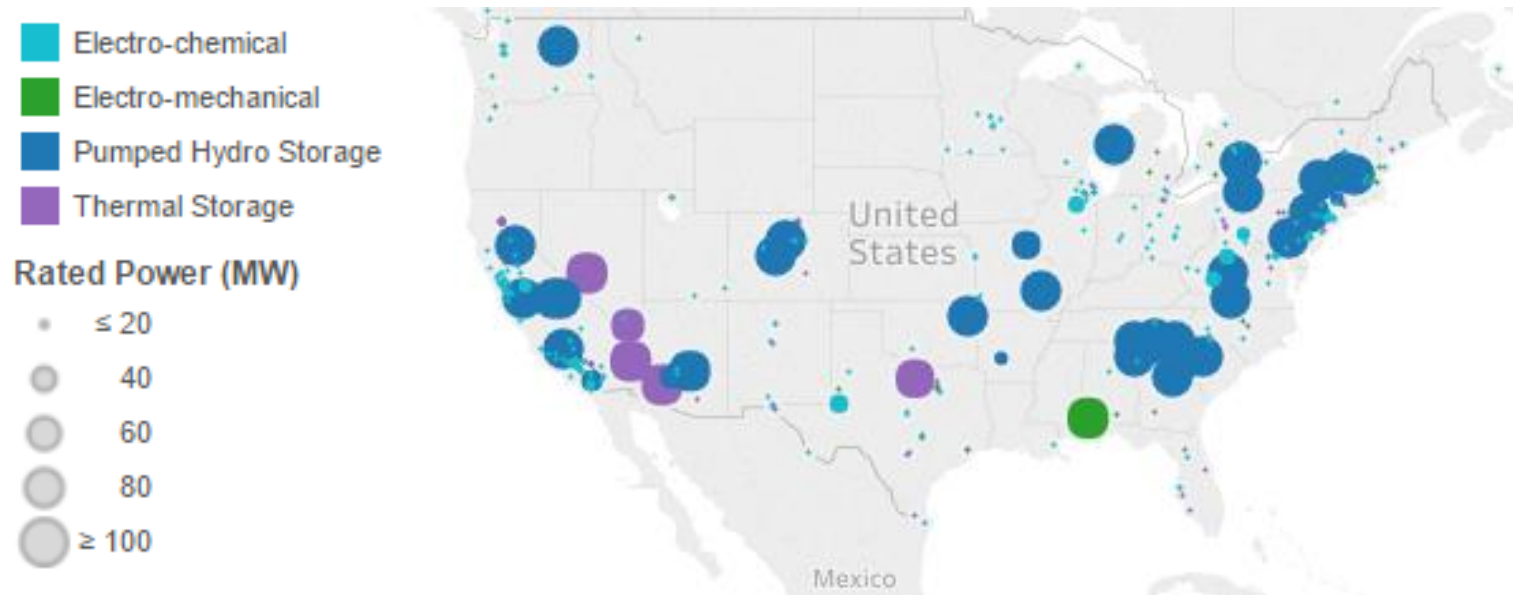 Electro-chemical
Electro-mechanical
Pumped Hydro Storage
Thermal Storage
Rated Power (MW)
≤ 20
40
60
80
≥ 100
United
States
Mexico